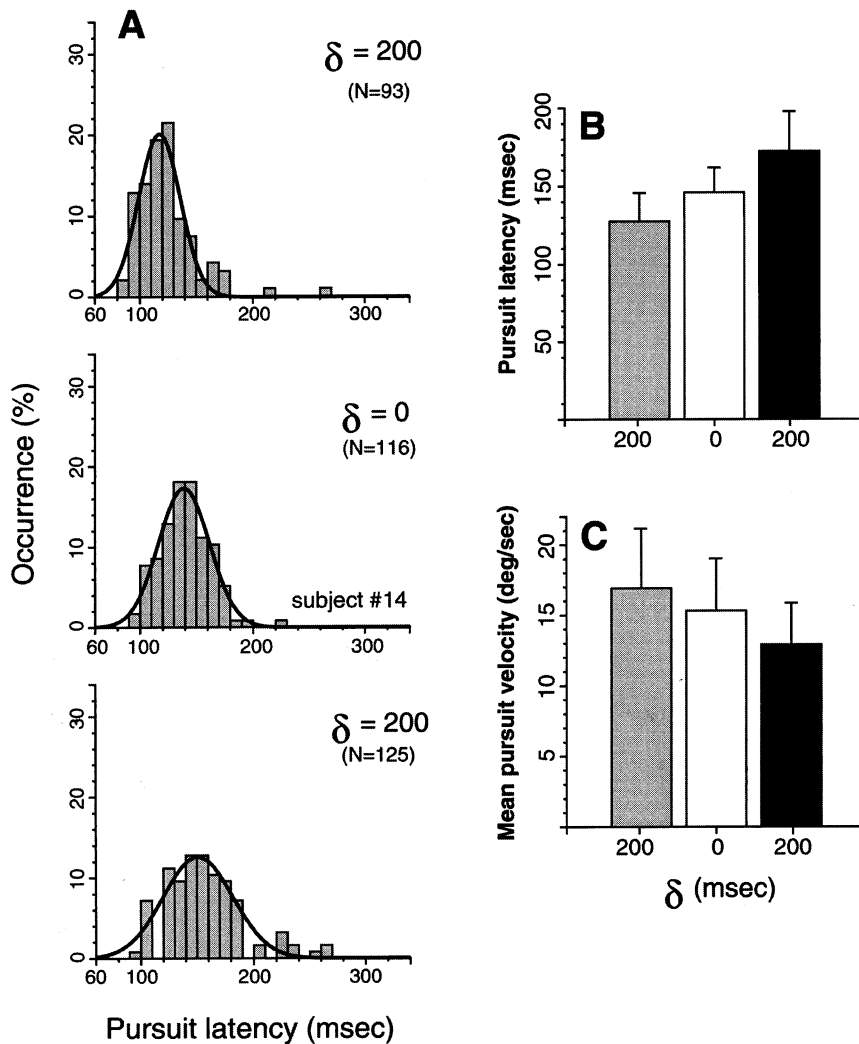 A
δ = 200
(N=93)
30
20
10
0
60 100 200 300
δ = 0
(N=116)
subject #14
30
20
10
0
60 100 200 300
δ = 200
(N=125)
30
20
10
0
60 100 200 300
Occurrence (%)
Pursuit latency (msec)
B
Pursuit latency (msec)
200
150
100
50
200 0 200
C
Mean pursuit velocity (deg/sec)
20
15
10
5
200 0 200
δ (msec)